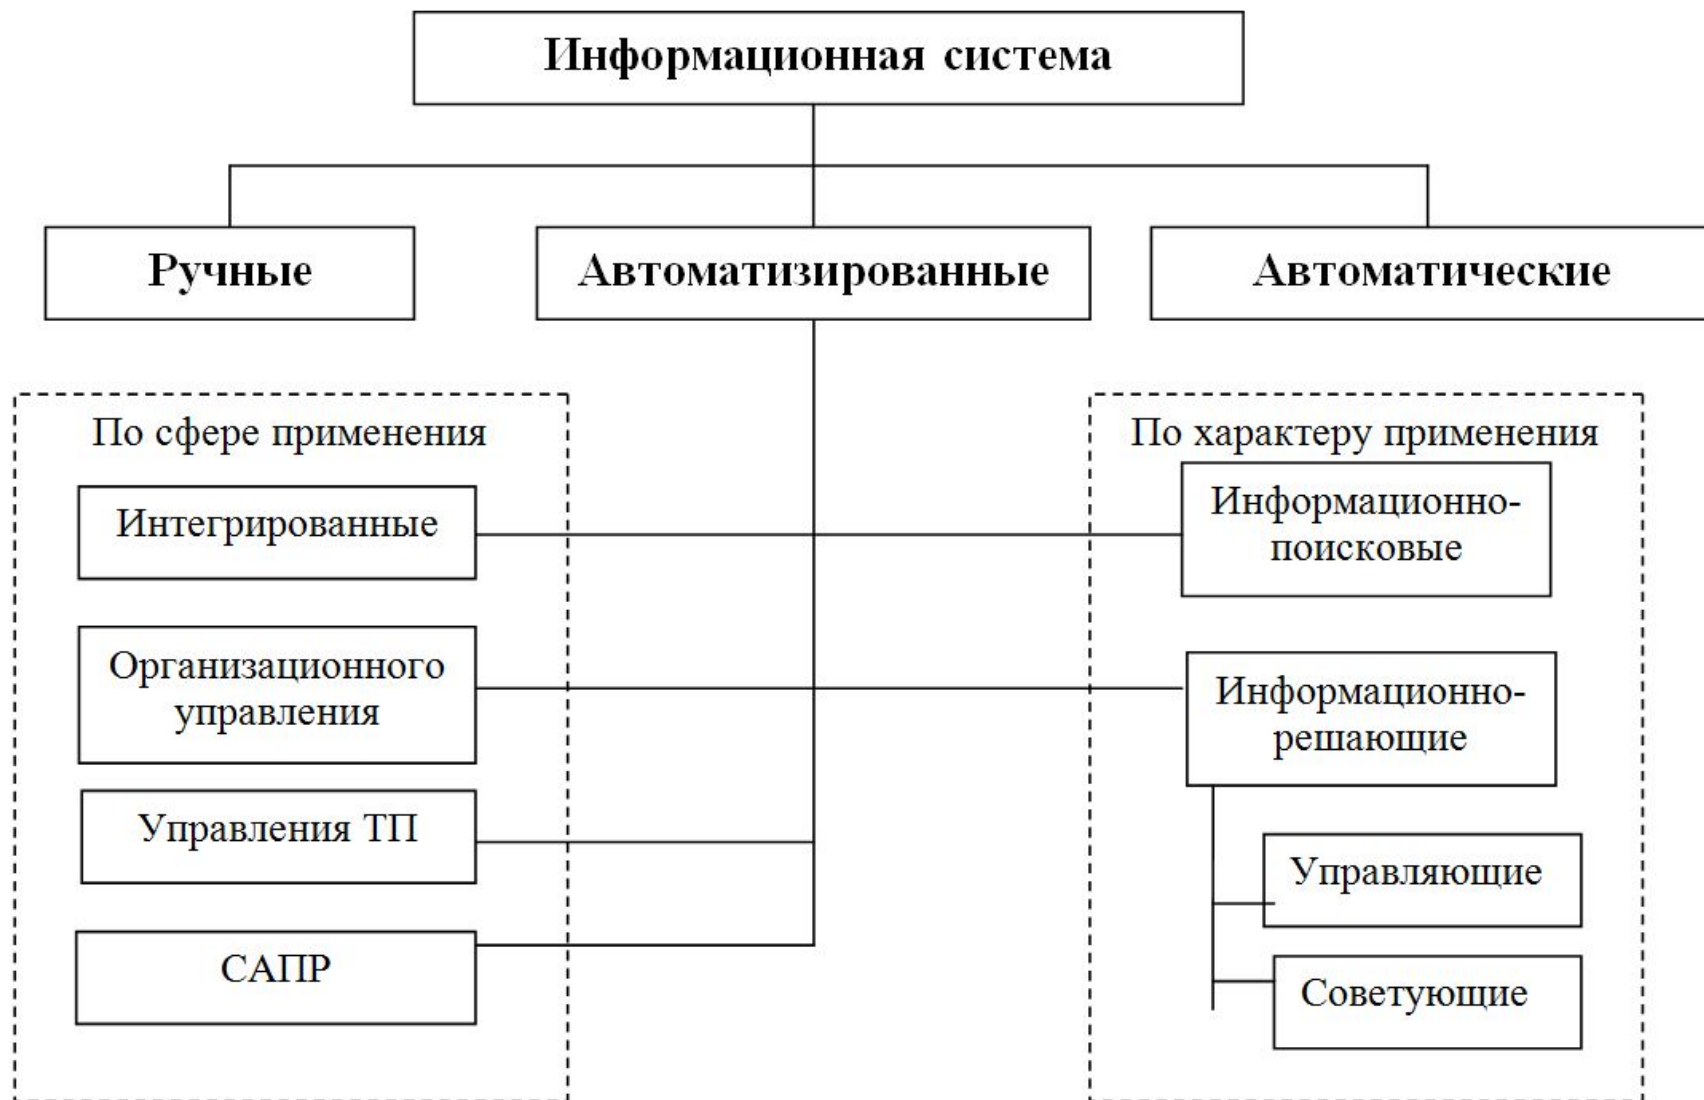 Информационная система
Ручные
Автоматизированные
Автоматические
По сфере применения
Интегрированные
Организационного
управления
Управления ТП
САПР
По характеру применения
Информационно-
поисковые
Информационно-
решающие
Управляющие
Советующие